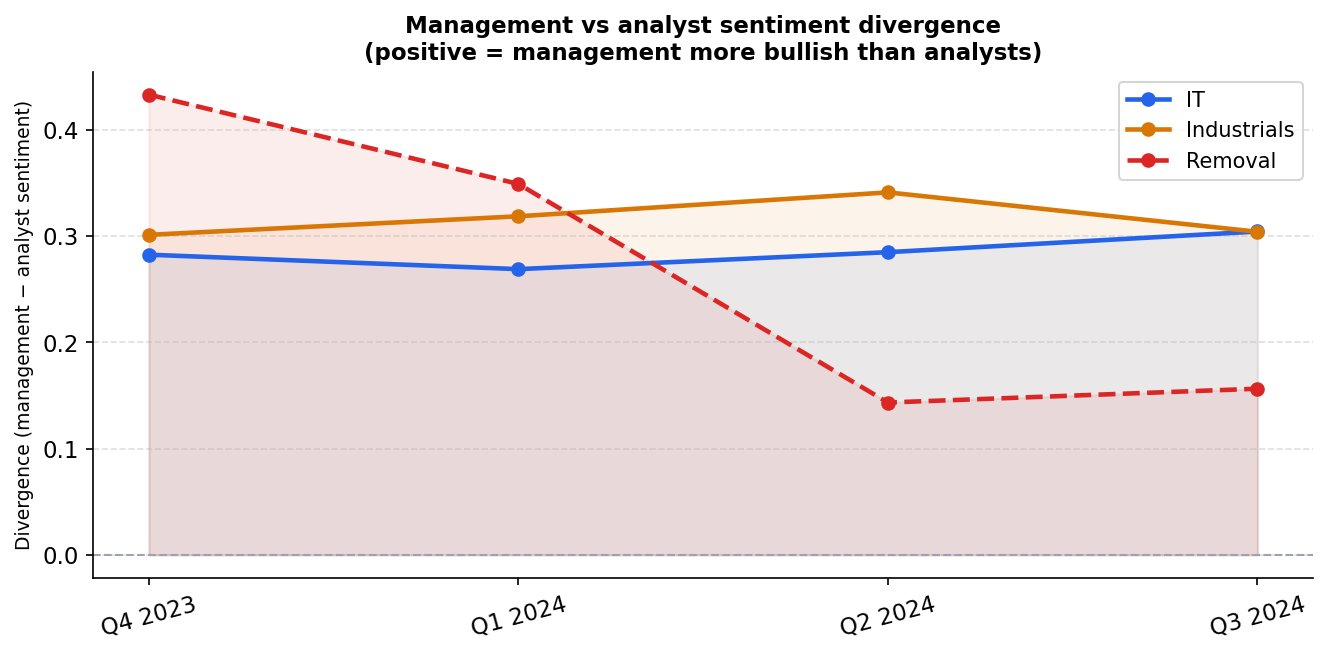 Management vs analyst sentiment divergence
(positive = management more bullish than analysts)
Divergence (management − analyst sentiment)
0.4
0.3
0.2
0.1
0.0
IT
Industrials
Removal
Q4 2023
Q1 2024
Q2 2024
Q3 2024